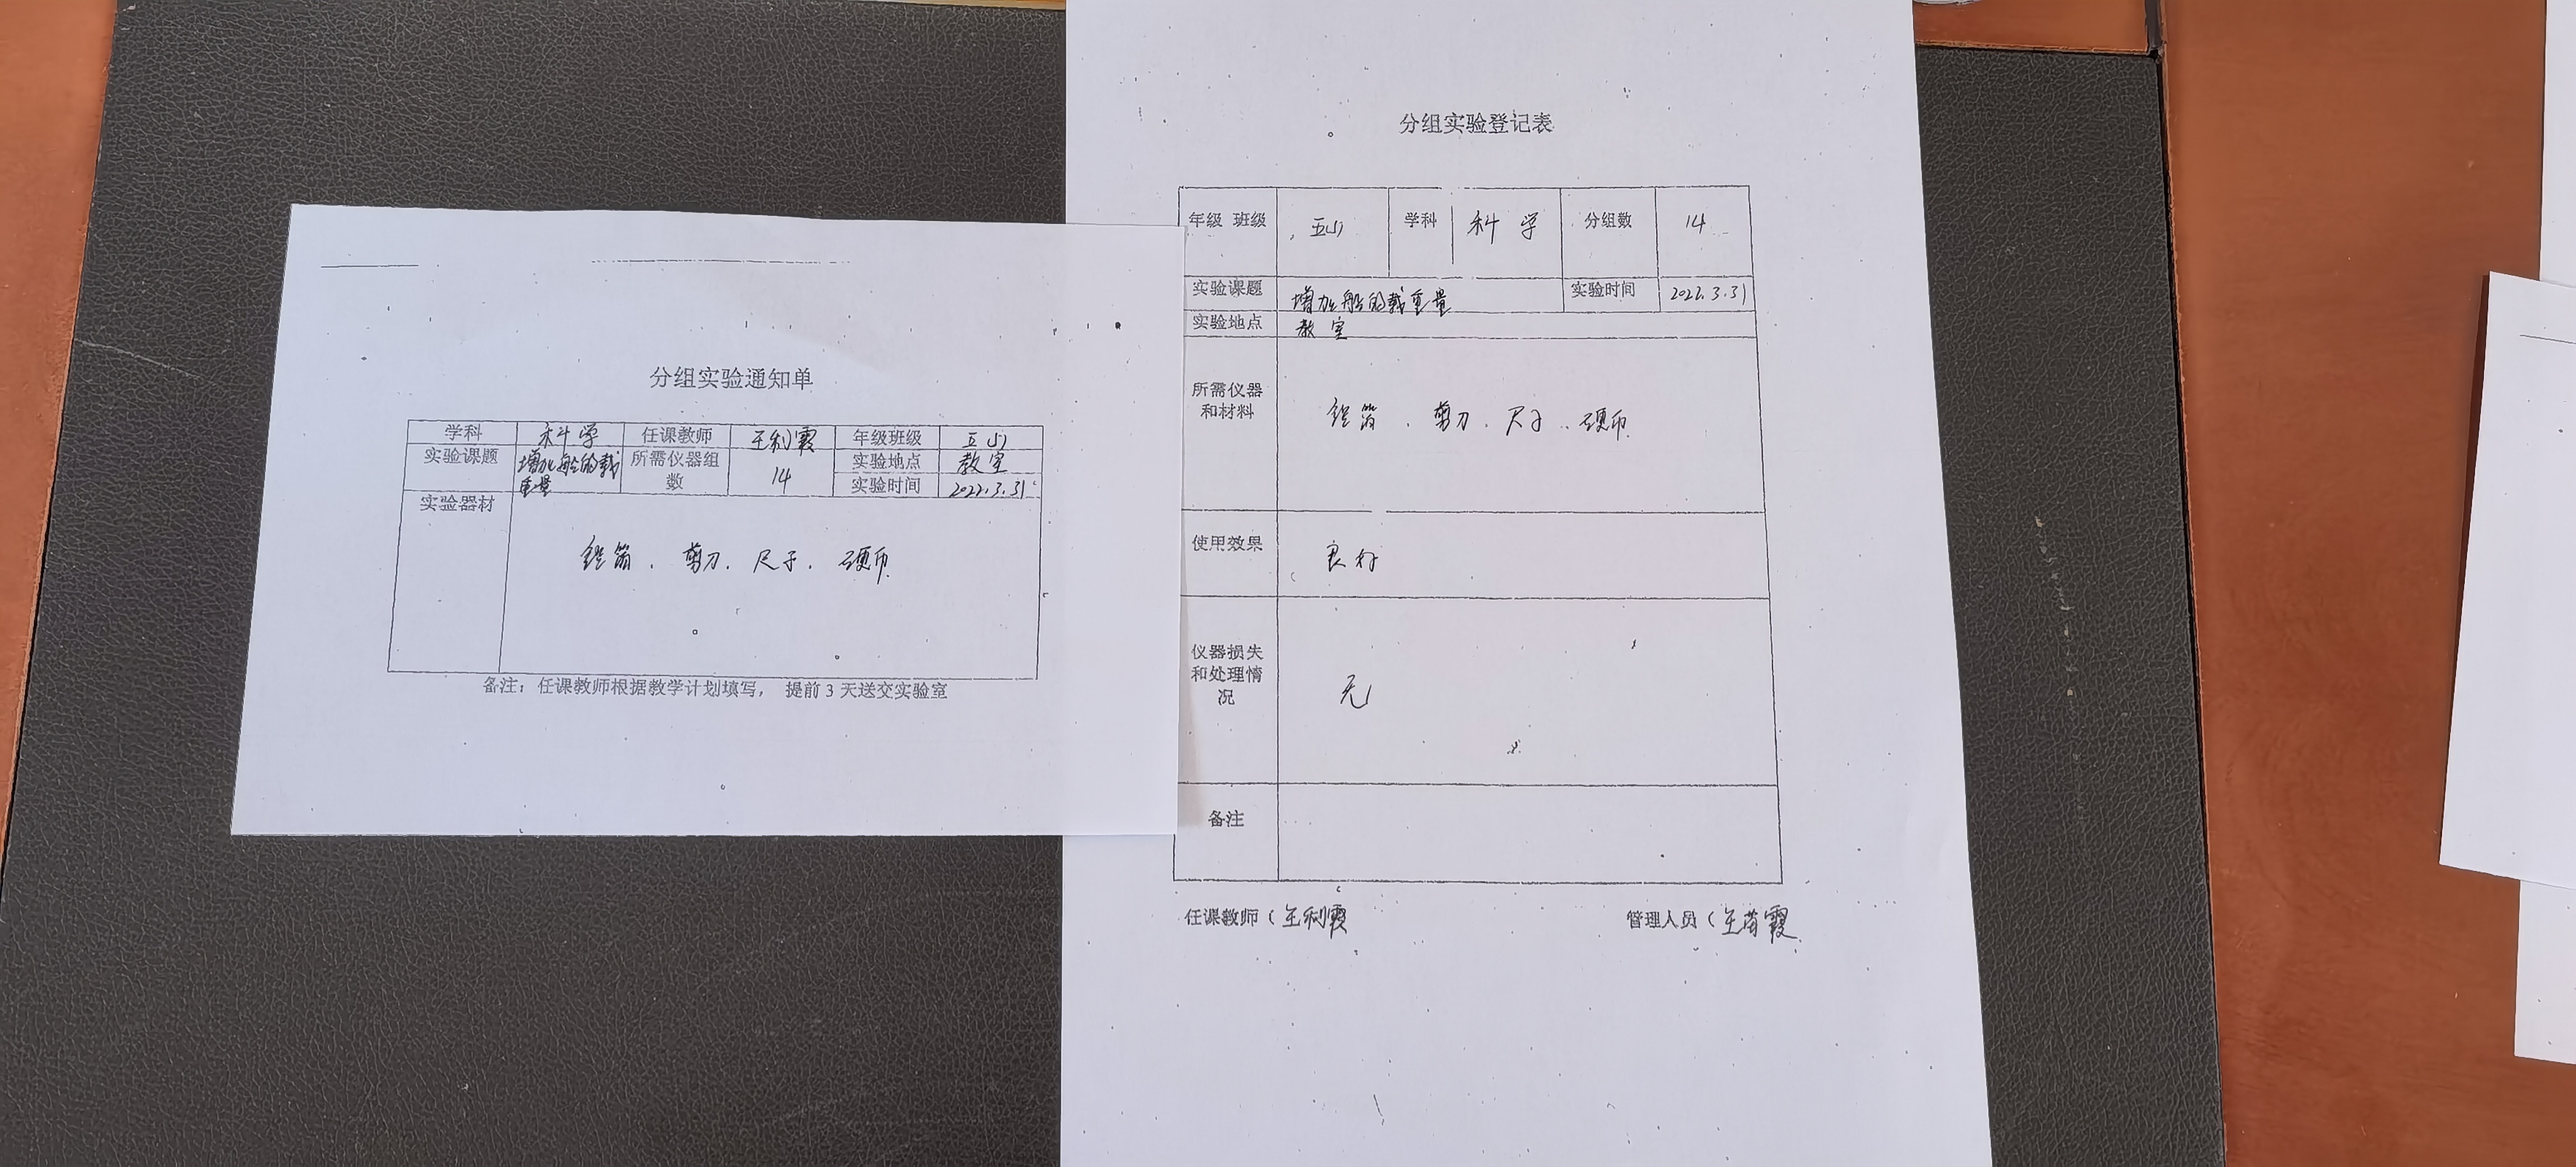 分组实验通知单
学科 科学 任课教师 王利霞 年级班级 五(1)
实验课题 增加船的载重量 所需仪器组数 14 实验地点 教室
实验时间 2022.3.31
实验器材
铝箔、剪刀、尺子、硬币
备注：任课教师根据教学计划填写， 提前3天送交实验室
分组实验登记表
年级 班级 五(1) 学科 科学 分组数 14
实验课题 增加船的载重量 实验时间 2022.3.31
实验地点 教室
所需仪器
和材料
铝箔、剪刀、尺子、硬币
使用效果 良好
仪器损失
和处理情
况
无
备注
任课教师（王利霞 管理人员（王